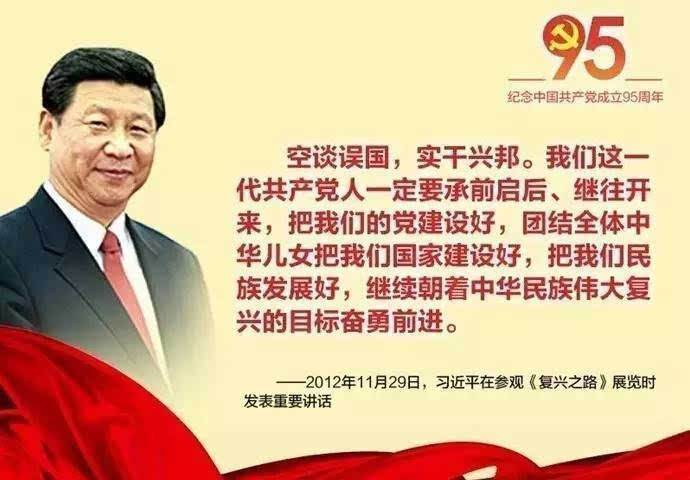 95
纪念中国共产党成立95周年
空谈误国，实干兴邦。我们这一
代共产党人一定要承前启后、继往开
来，把我们的党建设好，团结全体中
华儿女把我们国家建设好，把我们民
族发展好，继续朝着中华民族伟大复
兴的目标奋勇前进。
——2012年11月29日，习近平在参观《复兴之路》展览时
发表重要讲话